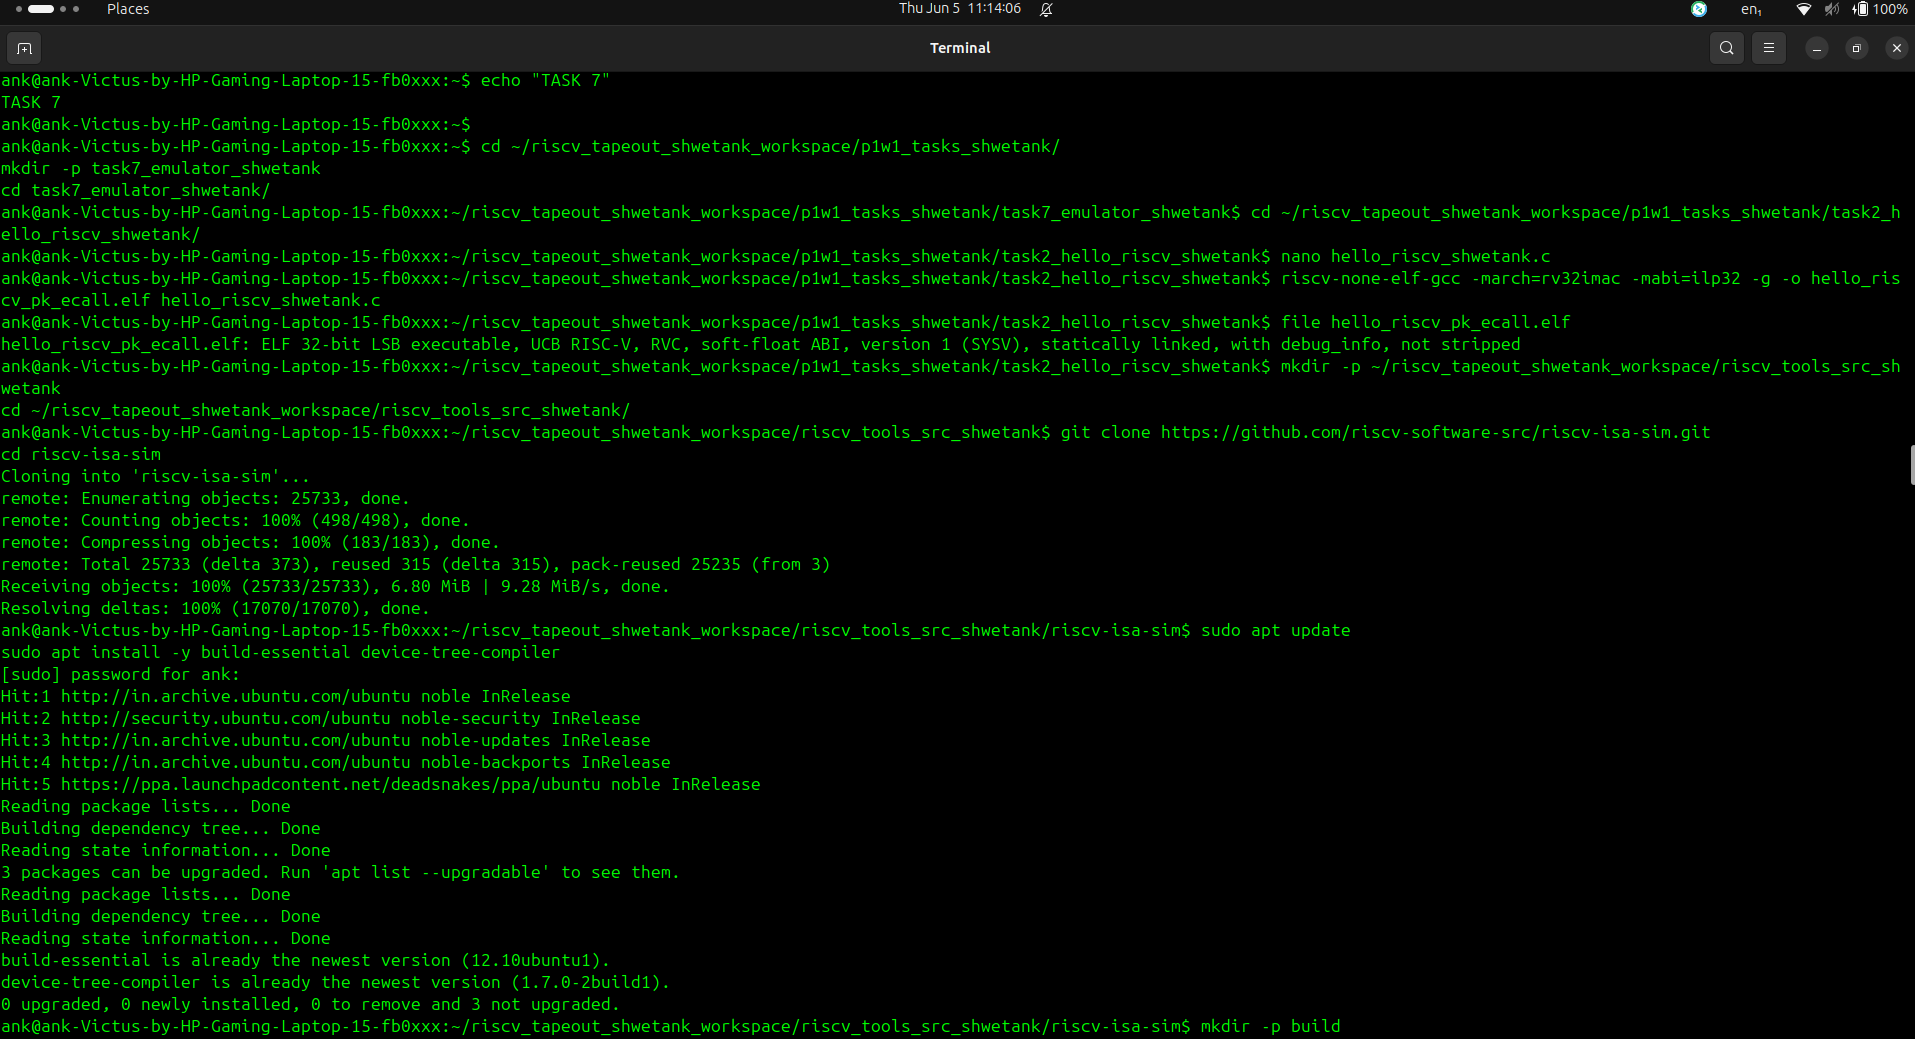 Places
Thu Jun 5 11:14:06
en₁
100%
Terminal
ank@ank-Victus-by-HP-Gaming-Laptop-15-fb0xxx:~$ echo "TASK 7"
TASK 7
ank@ank-Victus-by-HP-Gaming-Laptop-15-fb0xxx:~$
ank@ank-Victus-by-HP-Gaming-Laptop-15-fb0xxx:~$ cd ~/riscv_tapeout_shwetank_workspace/p1w1_tasks_shwetank/
mkdir -p task7_emulator_shwetank
cd task7_emulator_shwetank/
ank@ank-Victus-by-HP-Gaming-Laptop-15-fb0xxx:~/riscv_tapeout_shwetank_workspace/p1w1_tasks_shwetank/task7_emulator_shwetank$ cd ~/riscv_tapeout_shwetank_workspace/p1w1_tasks_shwetank/task2_h
ello_riscv_shwetank/
ank@ank-Victus-by-HP-Gaming-Laptop-15-fb0xxx:~/riscv_tapeout_shwetank_workspace/p1w1_tasks_shwetank/task2_hello_riscv_shwetank$ nano hello_riscv_shwetank.c
ank@ank-Victus-by-HP-Gaming-Laptop-15-fb0xxx:~/riscv_tapeout_shwetank_workspace/p1w1_tasks_shwetank/task2_hello_riscv_shwetank$ riscv-none-elf-gcc -march=rv32imac -mabi=ilp32 -g -o hello_ris
cv_pk_ecall.elf hello_riscv_shwetank.c
ank@ank-Victus-by-HP-Gaming-Laptop-15-fb0xxx:~/riscv_tapeout_shwetank_workspace/p1w1_tasks_shwetank/task2_hello_riscv_shwetank$ file hello_riscv_pk_ecall.elf
hello_riscv_pk_ecall.elf: ELF 32-bit LSB executable, UCB RISC-V, RVC, soft-float ABI, version 1 (SYSV), statically linked, with debug_info, not stripped
ank@ank-Victus-by-HP-Gaming-Laptop-15-fb0xxx:~/riscv_tapeout_shwetank_workspace/p1w1_tasks_shwetank/task2_hello_riscv_shwetank$ mkdir -p ~/riscv_tapeout_shwetank_workspace/riscv_tools_src_sh
wetank
cd ~/riscv_tapeout_shwetank_workspace/riscv_tools_src_shwetank/
ank@ank-Victus-by-HP-Gaming-Laptop-15-fb0xxx:~/riscv_tapeout_shwetank_workspace/riscv_tools_src_shwetank$ git clone https://github.com/riscv-software-src/riscv-isa-sim.git
cd riscv-isa-sim
Cloning into 'riscv-isa-sim'...
remote: Enumerating objects: 25733, done.
remote: Counting objects: 100% (498/498), done.
remote: Compressing objects: 100% (183/183), done.
remote: Total 25733 (delta 373), reused 315 (delta 315), pack-reused 25235 (from 3)
Receiving objects: 100% (25733/25733), 6.80 MiB | 9.28 MiB/s, done.
Resolving deltas: 100% (17070/17070), done.
ank@ank-Victus-by-HP-Gaming-Laptop-15-fb0xxx:~/riscv_tapeout_shwetank_workspace/riscv_tools_src_shwetank/riscv-isa-sim$ sudo apt update
sudo apt install -y build-essential device-tree-compiler
[sudo] password for ank:
Hit:1 http://in.archive.ubuntu.com/ubuntu noble InRelease
Hit:2 http://security.ubuntu.com/ubuntu noble-security InRelease
Hit:3 http://in.archive.ubuntu.com/ubuntu noble-updates InRelease
Hit:4 http://in.archive.ubuntu.com/ubuntu noble-backports InRelease
Hit:5 https://ppa.launchpadcontent.net/deadsnakes/ppa/ubuntu noble InRelease
Reading package lists... Done
Building dependency tree... Done
Reading state information... Done
3 packages can be upgraded. Run 'apt list --upgradable' to see them.
Reading package lists... Done
Building dependency tree... Done
Reading state information... Done
build-essential is already the newest version (12.10ubuntu1).
device-tree-compiler is already the newest version (1.7.0-2build1).
0 upgraded, 0 newly installed, 0 to remove and 3 not upgraded.
ank@ank-Victus-by-HP-Gaming-Laptop-15-fb0xxx:~/riscv_tapeout_shwetank_workspace/riscv_tools_src_shwetank/riscv-isa-sim$ mkdir -p build